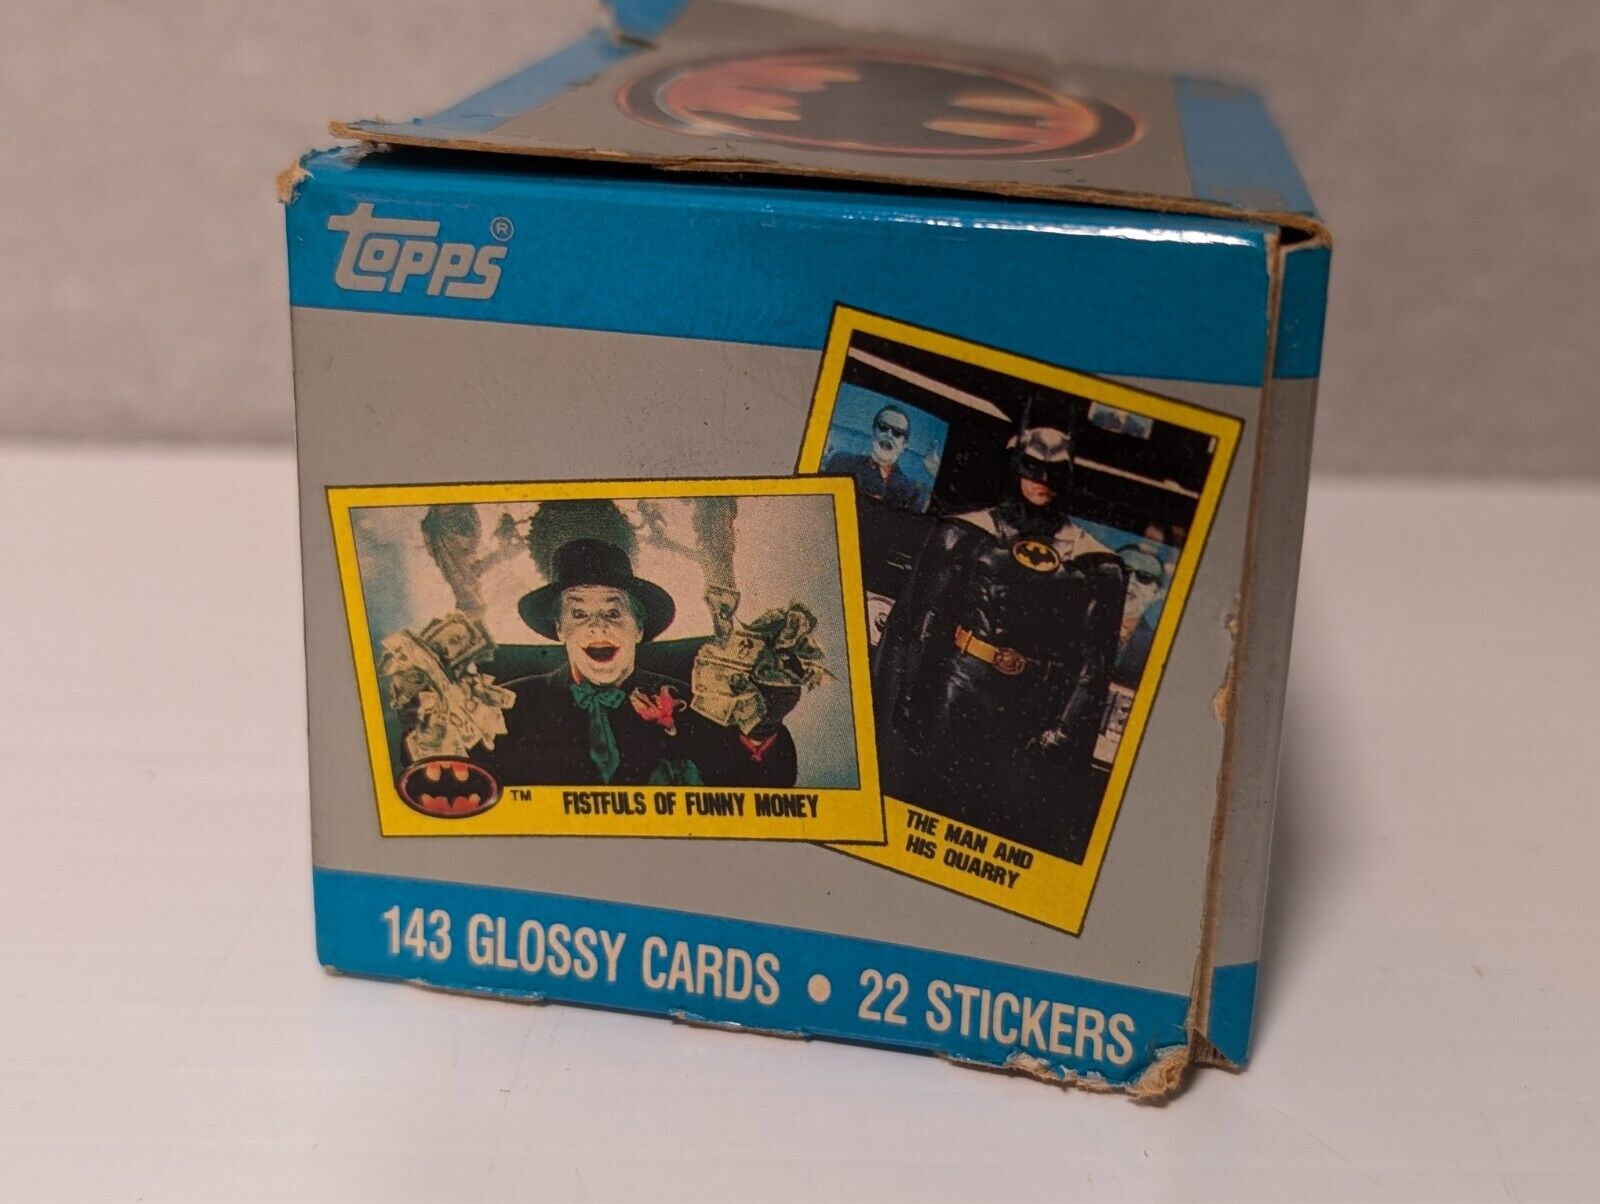 topps®
™ FISTFULS OF FUNNY MONEY
THE MAN AND
HIS QUARRY
143 GLOSSY CARDS • 22 STICKERS